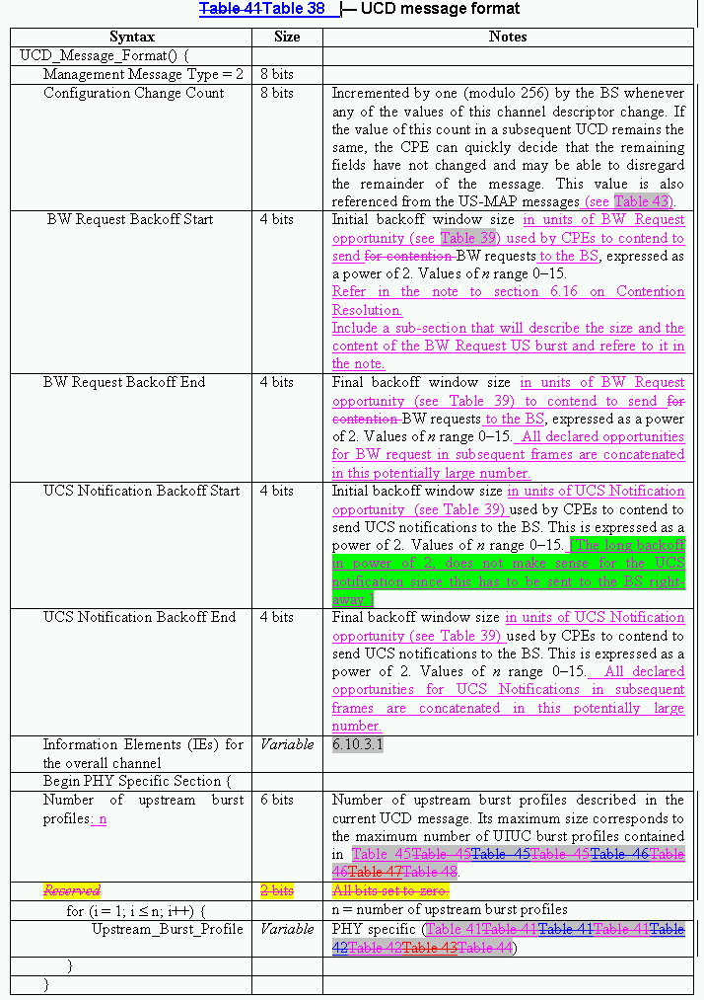 Table 41Table 38 — UCD message format
Syntax Size Notes
UCD_Message_Format() {
Management Message Type = 2 8 bits
Configuration Change Count 8 bits Incremented by one (modulo 256) by the BS whenever
any of the values of this channel descriptor change. If
the value of this count in a subsequent UCD remains the
same, the CPE can quickly decide that the remaining
fields have not changed and may be able to disregard
the remainder of the message. This value is also
referenced from the US-MAP messages (see Table 43).
BW Request Backoff Start 4 bits Initial backoff window size in units of BW Request
opportunity (see Table 39) used by CPEs to contend to
send for contention BW requests to the BS, expressed as
a power of 2. Values of n range 0–15.
Refer in the note to section 6.16 on Contention
Resolution.
Include a sub-section that will describe the size and the
content of the BW Request US burst and refere to it in
the note.
BW Request Backoff End 4 bits Final backoff window size in units of BW Request
opportunity (see Table 39) to contend to send for
contention BW requests to the BS, expressed as a power
of 2. Values of n range 0–15. All declared opportunities
for BW request in subsequent frames are concatenated
in this potentially large number.
UCS Notification Backoff Start 4 bits Initial backoff window size in units of UCS Notification
opportunity (see Table 39) used by CPEs to contend to
send UCS notifications to the BS. This is expressed as a
power of 2. Values of n range 0–15. [The long backoff
in power of 2, does not make sense for the UCS
notification since this has to be sent to the BS right-
away.]
UCS Notification Backoff End 4 bits Final backoff window size in units of UCS Notification
opportunity (see Table 39) used by CPEs to contend to
send UCS notifications to the BS. This is expressed as a
power of 2. Values of n range 0–15. All declared
opportunities for UCS Notifications in subsequent
frames are concatenated in this potentially large
number.
Information Elements (IEs) for Variable 6.10.3.1
the overall channel
Begin PHY Specific Section {
Number of upstream burst 6 bits Number of upstream burst profiles described in the
profiles: n current UCD message. Its maximum size corresponds to
the maximum number of UIUC burst profiles contained
in Table 45Table 45Table 45Table 45Table 46Table
46Table 47Table 48.
Reserved 2 bits All bits set to zero.
for (i = 1; i ≤ n; i++) { n = number of upstream burst profiles
Upstream_Burst_Profile Variable PHY specific (Table 41Table 41Table 41Table 41Table
42Table 42Table 43Table 44)
}
}